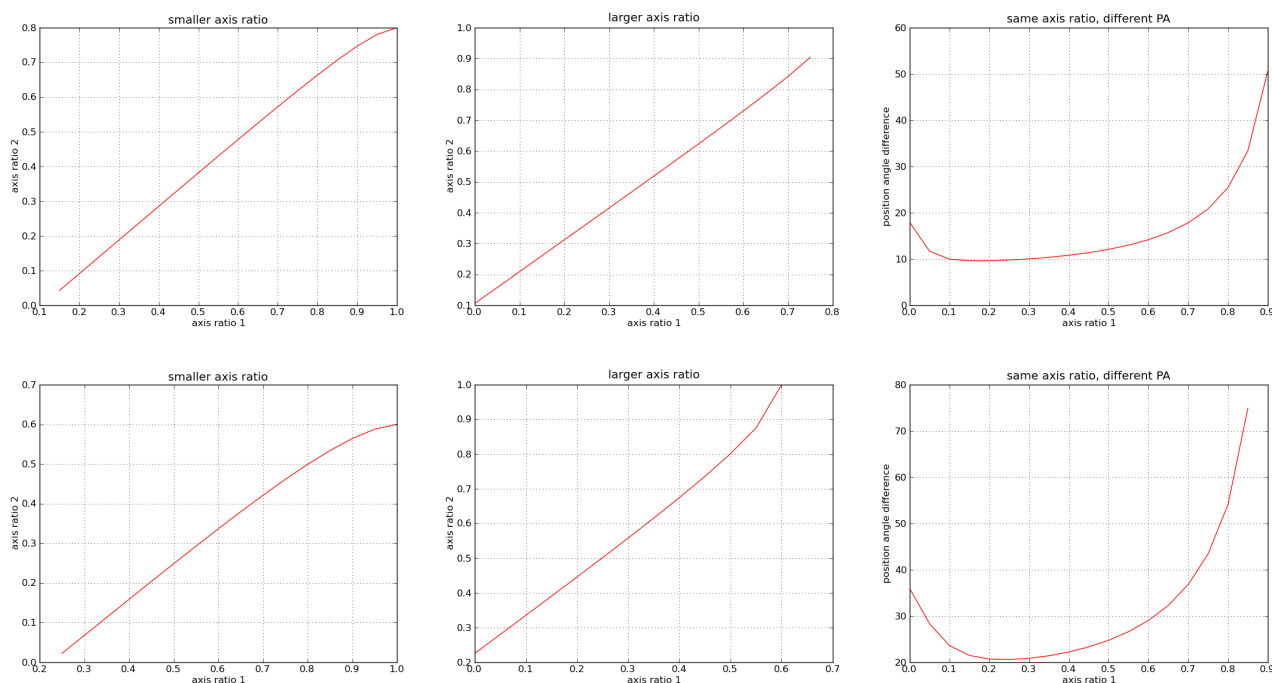 smaller axis ratio
0.8
0.7
0.6
0.5
0.4
0.3
0.2
0.1
0.0
axis ratio 2
0.1 0.2 0.3 0.4 0.5 0.6 0.7 0.8 0.9 1.0
axis ratio 1
larger axis ratio
1.0
0.9
0.8
0.7
0.6
0.5
0.4
0.3
0.2
0.1
axis ratio 2
0.0 0.1 0.2 0.3 0.4 0.5 0.6 0.7 0.8
axis ratio 1
same axis ratio, different PA
60
50
40
30
20
10
0
position angle difference
0.0 0.1 0.2 0.3 0.4 0.5 0.6 0.7 0.8 0.9
axis ratio 1
smaller axis ratio
0.7
0.6
0.5
0.4
0.3
0.2
0.1
0.0
axis ratio 2
0.2 0.3 0.4 0.5 0.6 0.7 0.8 0.9 1.0
axis ratio 1
larger axis ratio
1.0
0.9
0.8
0.7
0.6
0.5
0.4
0.3
0.2
axis ratio 2
0.0 0.1 0.2 0.3 0.4 0.5 0.6 0.7
axis ratio 1
same axis ratio, different PA
80
70
60
50
40
30
20
position angle difference
0.0 0.1 0.2 0.3 0.4 0.5 0.6 0.7 0.8 0.9
axis ratio 1